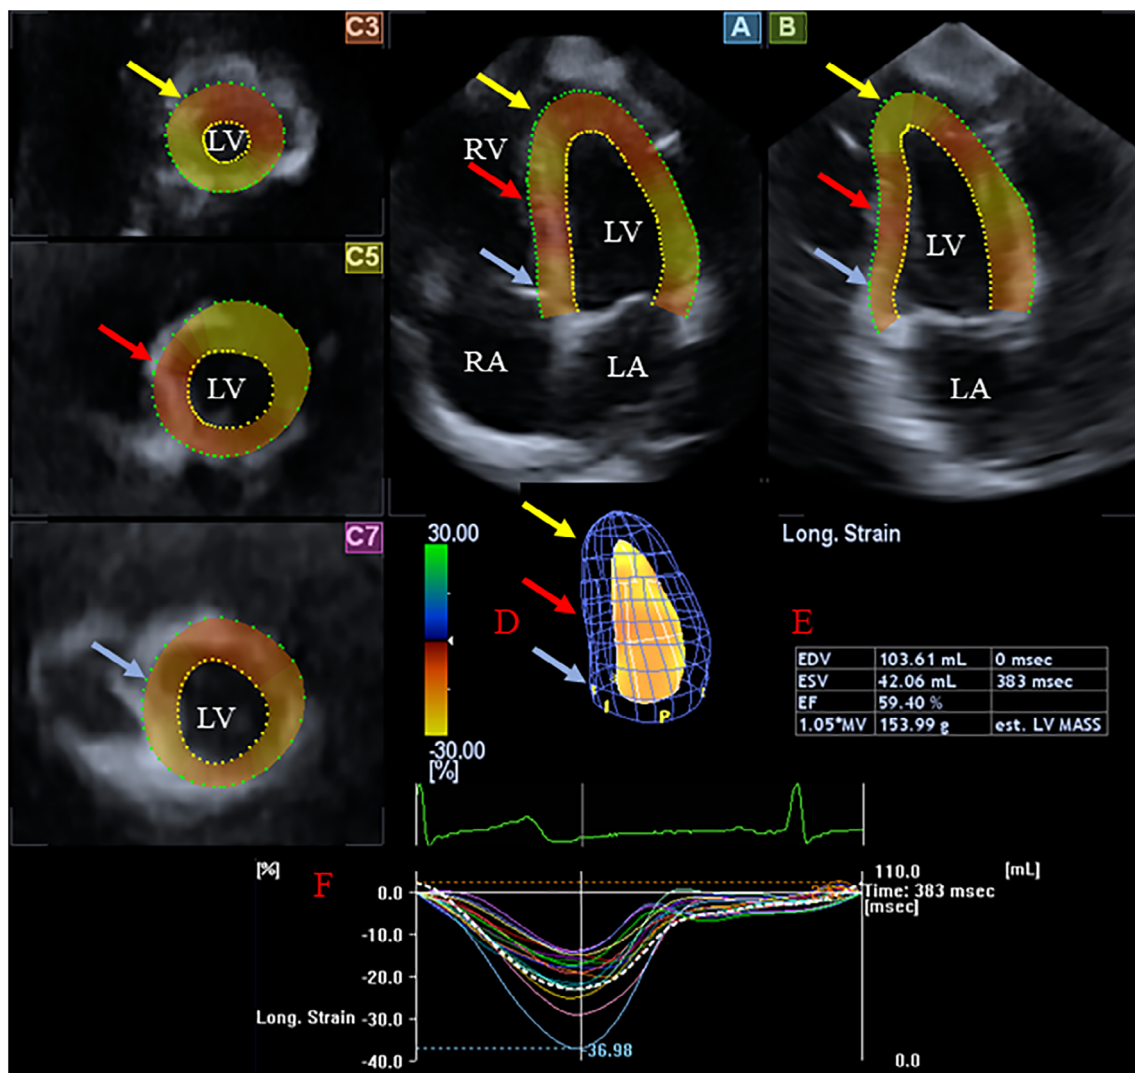 C3
A
B
LV
RV
LV
LV
RA
LA
LA
C5
LV
C7
LV
30.00
-30.00
[%]
D
I
P
Long. Strain
E
EDV 103.61 mL 0 msec
ESV 42.06 mL 383 msec
EF 59.40 %
1.05*MV 153.99 g est. LV MASS
[%]
F
110.0 [mL]
Time: 383 msec
[msec]
0.0
-10.0
-20.0
Long. Strain -30.0
-36.98
-40.0
0.0